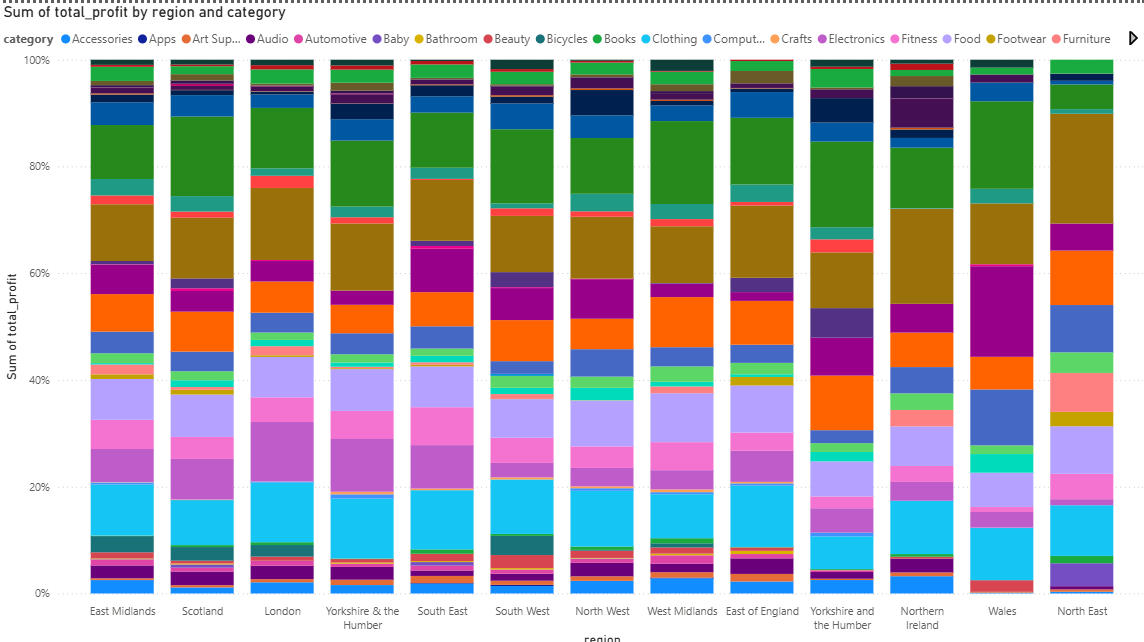 Sum of total_profit by region and category
category Accessories Apps Art Sup... Audio Automotive Baby Bathroom Beauty Bicycles Books Clothing Comput... Crafts Electronics Fitness Food Footwear Furniture
100%
80%
60%
40%
20%
0%
Sum of total_profit
East Midlands Scotland London Yorkshire & the Humber South East South West North West West Midlands East of England Yorkshire and the Humber Northern Ireland Wales North East
region